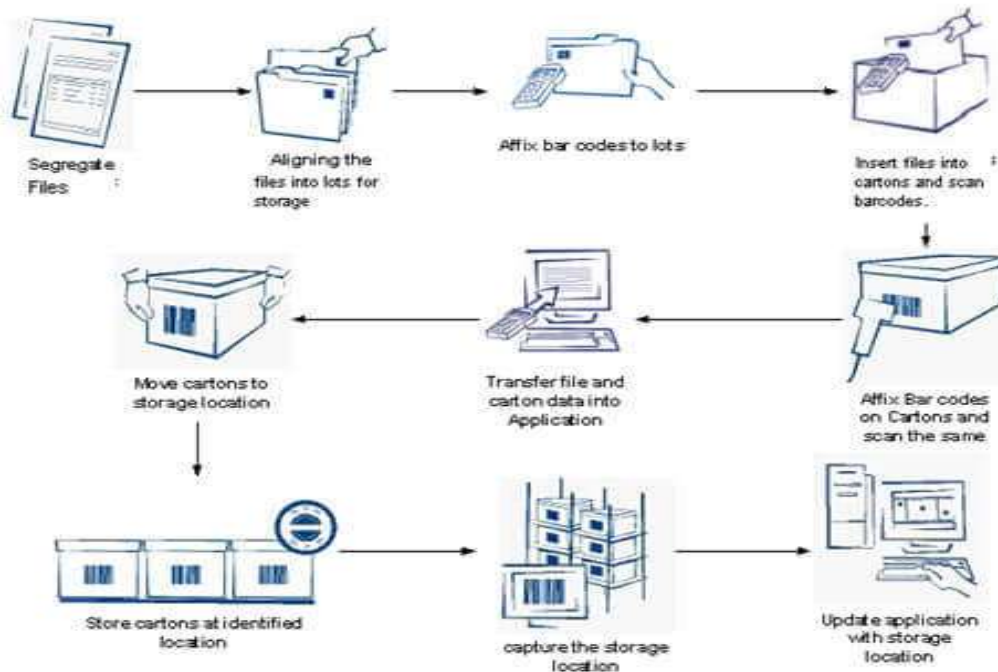 Segregate
Files :
Aligning the
files into lots for
storage
Affix bar codes to lots
Insert files into :
cartons and scan
barcodes.
Affix Bar codes
on Cartons and
scan the same
Transfer file and
carton data into
Application
Move cartons to
storage location
Store cartons at identified
location
capture the storage
location
Update application
with storage
location